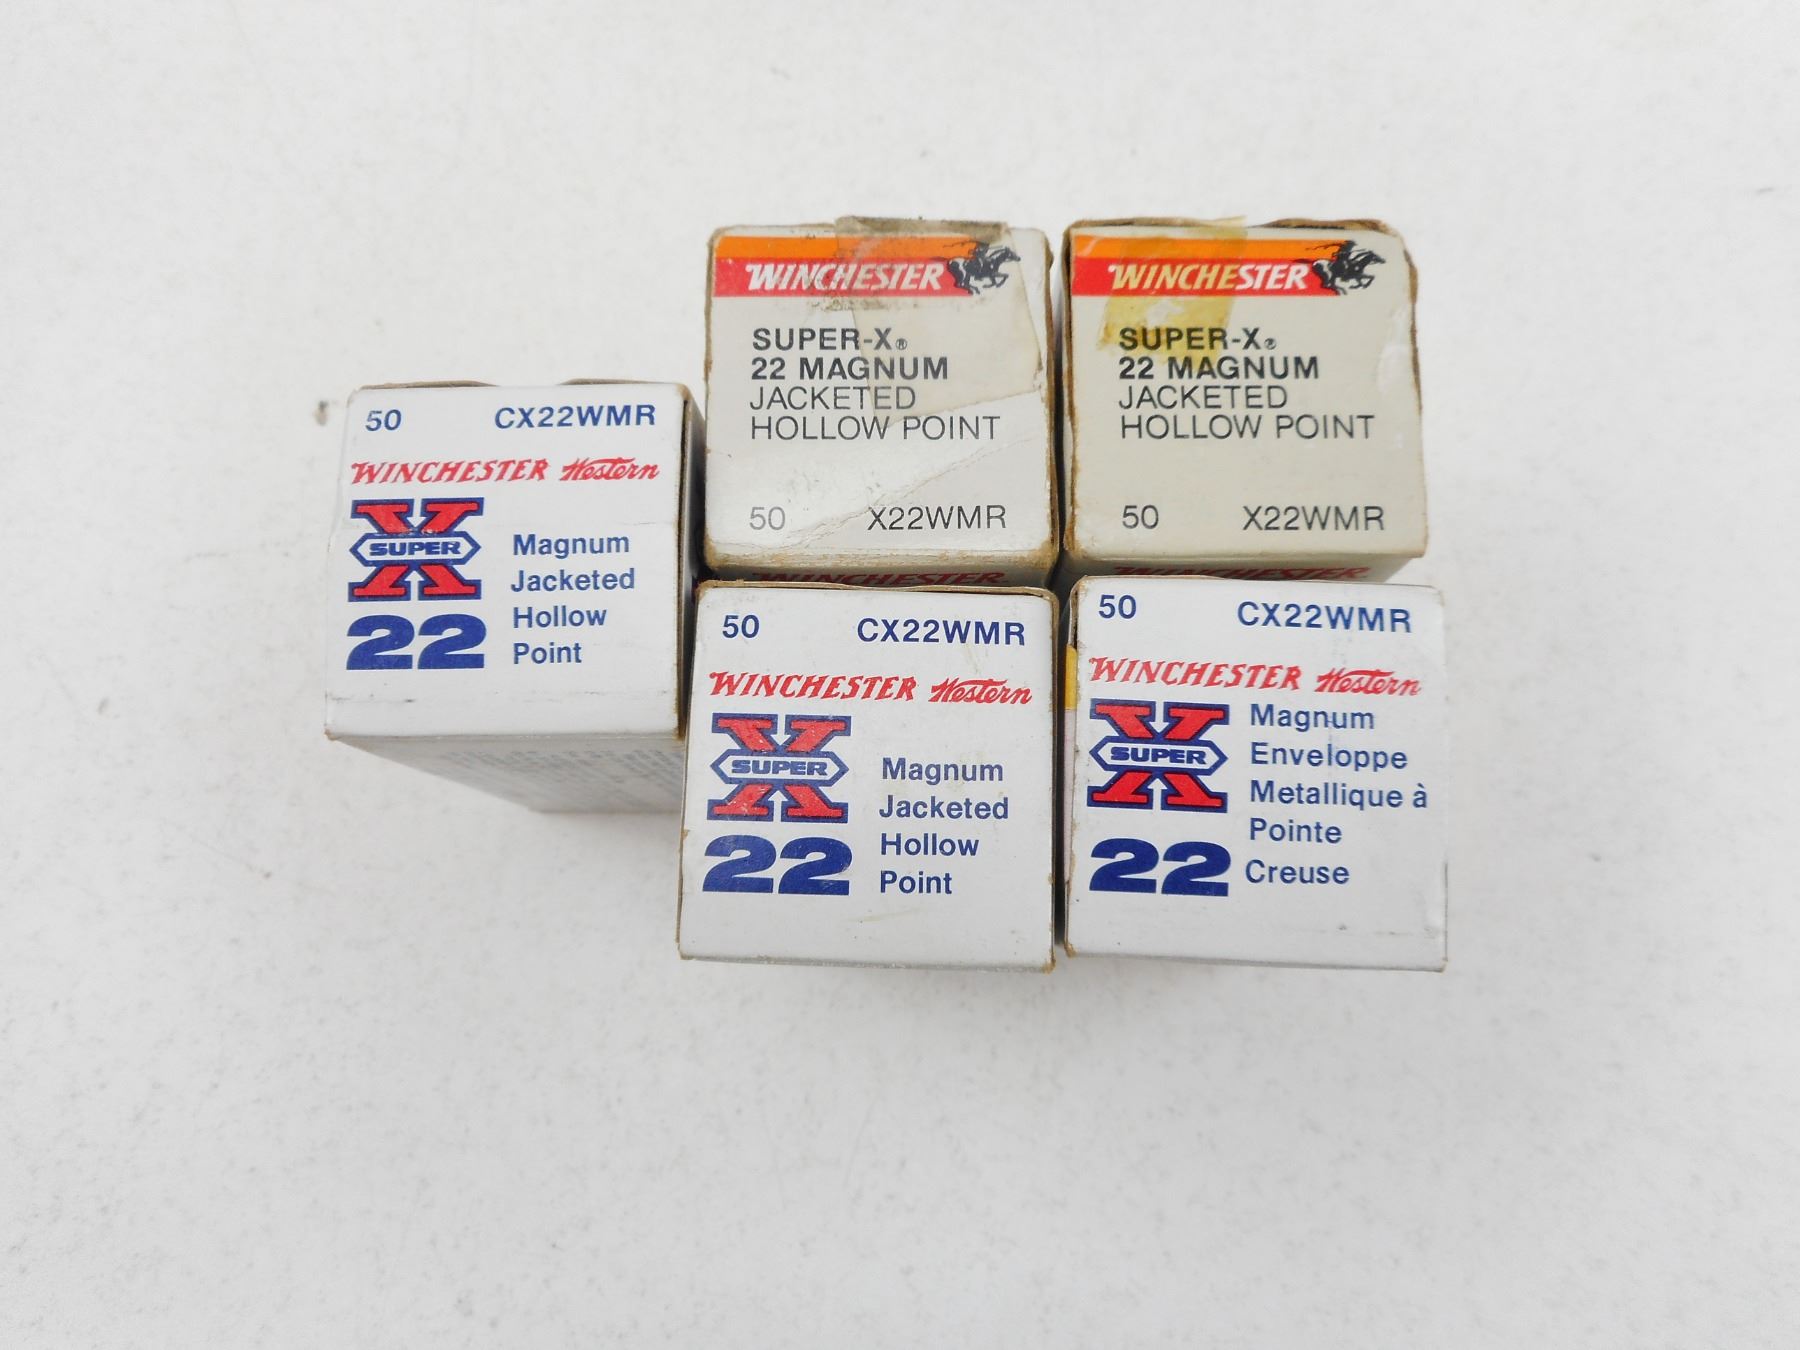 WINCHESTER
SUPER-X®
22 MAGNUM
JACKETED
HOLLOW POINT
50 X22WMR
WINCHESTER
WINCHESTER
SUPER-X®
22 MAGNUM
JACKETED
HOLLOW POINT
50 X22WMR
WINCHESTER
50 CX22WMR
WINCHESTER Western
X
SUPER
22
Magnum
Jacketed
Hollow
Point
50 CX22WMR
WINCHESTER Western
X
SUPER
22
Magnum
Jacketed
Hollow
Point
50 CX22WMR
WINCHESTER Western
X
SUPER
22
Magnum
Enveloppe
Metallique à
Pointe
Creuse